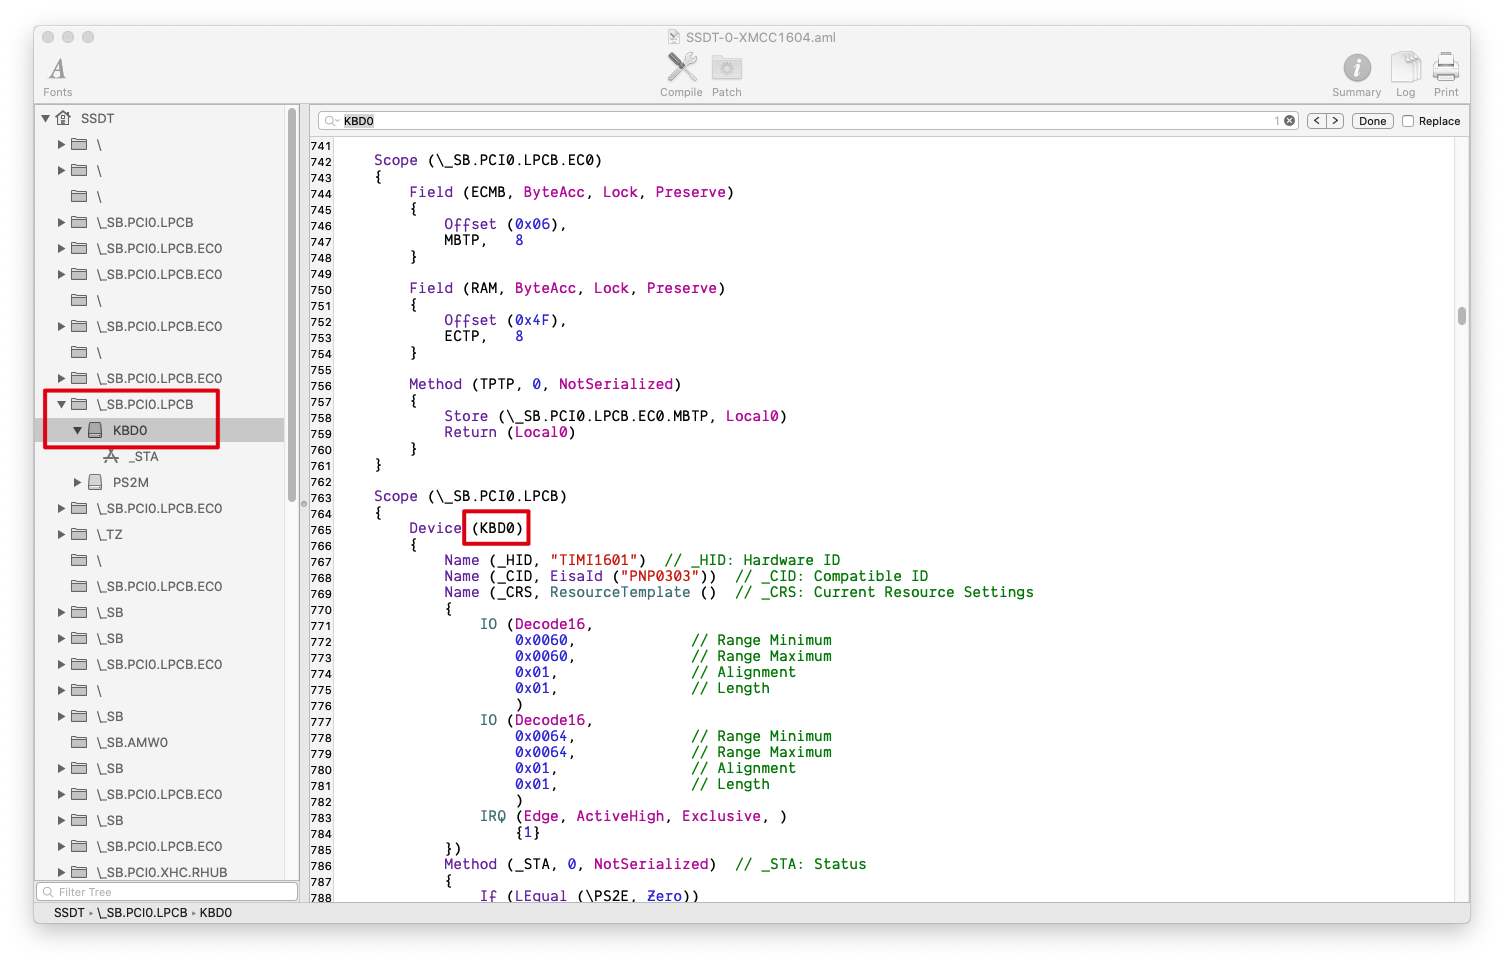 SSDT-0-XMCC1604.aml
A
Fonts
Compile
Patch
Summary
Log
Print
SSDT
\
\
\
\_SB.PCI0.LPCB
\_SB.PCI0.LPCB.EC0
\_SB.PCI0.LPCB.EC0
\
\_SB.PCI0.LPCB.EC0
\
\_SB.PCI0.LPCB.EC0
\_SB.PCI0.LPCB
KBD0
_STA
PS2M
\_SB.PCI0.LPCB.EC0
\_TZ
\
\_SB.PCI0.LPCB.EC0
\_SB
\_SB
\_SB.PCI0.LPCB.EC0
\
\_SB
\_SB.AMW0
\_SB
\_SB.PCI0.LPCB.EC0
\_SB
\_SB.PCI0.LPCB.EC0
\_SB.PCI0.XHC.RHUB
Filter Tree
KBD0 1 < > Done Replace
741
742 Scope (\_SB.PCI0.LPCB.EC0)
743 {
744 Field (ECMB, ByteAcc, Lock, Preserve)
745 {
746 Offset (0x06),
747 MBTP, 8
748 }
749
750 Field (RAM, ByteAcc, Lock, Preserve)
751 {
752 Offset (0x4F),
753 ECTP, 8
754 }
755
756 Method (TPTP, 0, NotSerialized)
757 {
758 Store (\_SB.PCI0.LPCB.EC0.MBTP, Local0)
759 Return (Local0)
760 }
761 }
762
763 Scope (\_SB.PCI0.LPCB)
764 {
765 Device (KBD0)
766 {
767 Name (_HID, "TIMI1601") // _HID: Hardware ID
768 Name (_CID, EisaId ("PNP0303")) // _CID: Compatible ID
769 Name (_CRS, ResourceTemplate () // _CRS: Current Resource Settings
770 {
771 IO (Decode16,
772 0x0060, // Range Minimum
773 0x0060, // Range Maximum
774 0x01, // Alignment
775 0x01, // Length
776 )
777 IO (Decode16,
778 0x0064, // Range Minimum
779 0x0064, // Range Maximum
780 0x01, // Alignment
781 0x01, // Length
782 )
783 IRQ (Edge, ActiveHigh, Exclusive, )
784 {1}
785 })
786 Method (_STA, 0, NotSerialized) // _STA: Status
787 {
788 If (LEqual (\PS2E, Zero))
SSDT \_SB.PCI0.LPCB KBD0